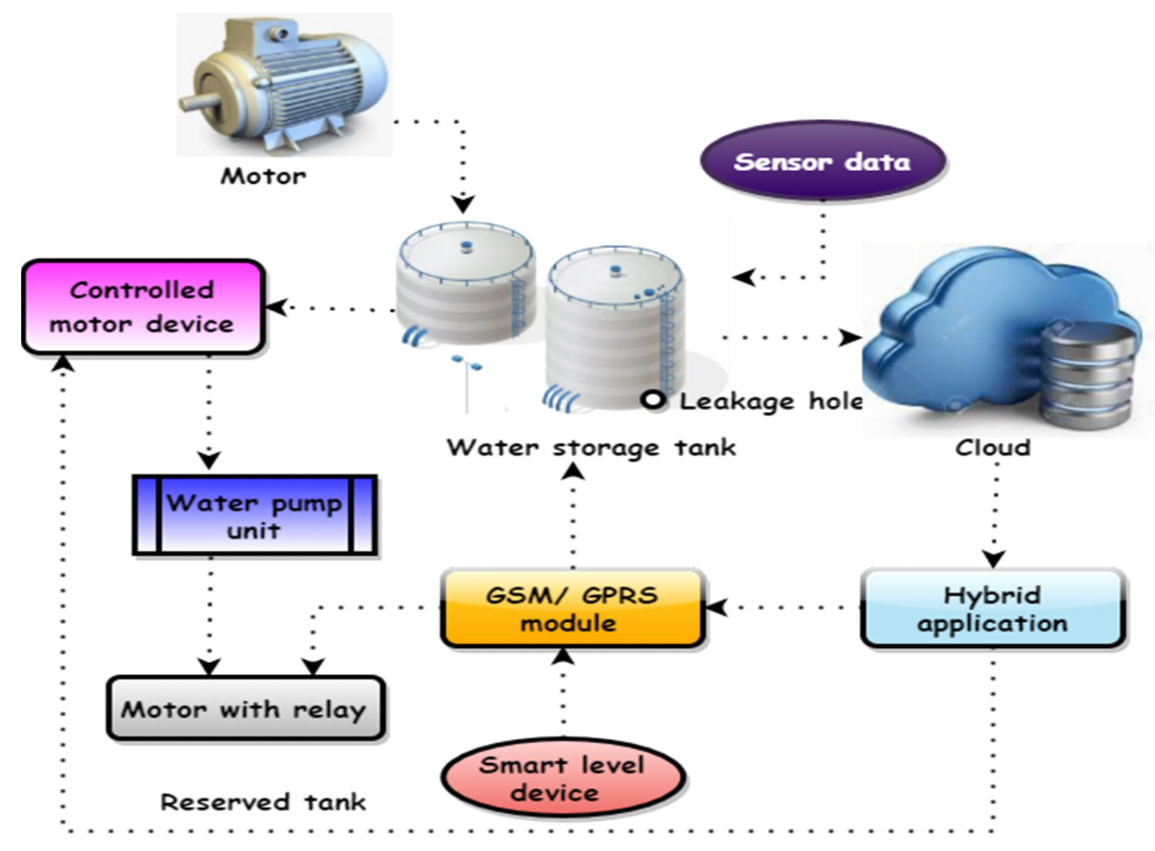 Motor
Sensor data
Controlled
motor device
Leakage hole
Water storage tank
Cloud
Water pump
unit
GSM/ GPRS
module
Hybrid
application
Motor with relay
Smart level
device
Reserved tank